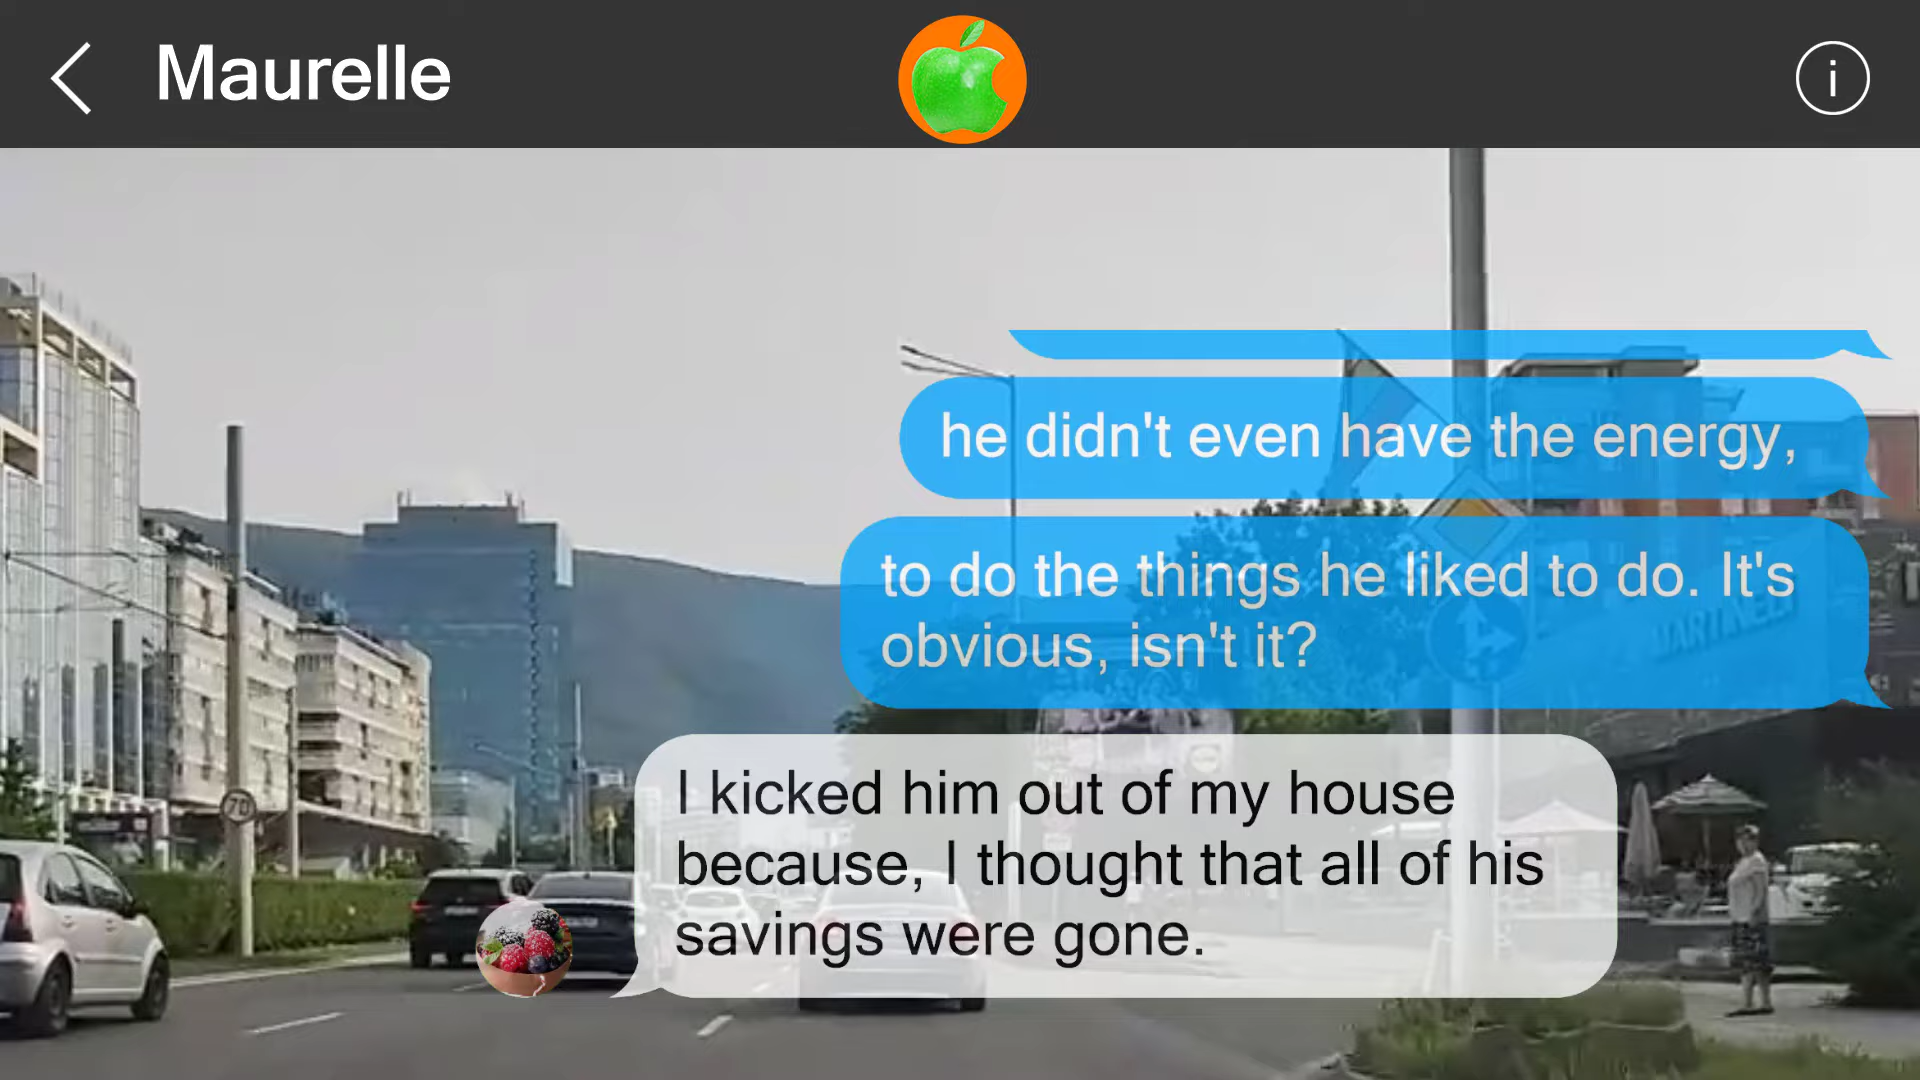 Maurelle
i
he didn't even have the energy,
to do the things he liked to do. It's
obvious, isn't it?
I kicked him out of my house
because, I thought that all of his
savings were gone.
70